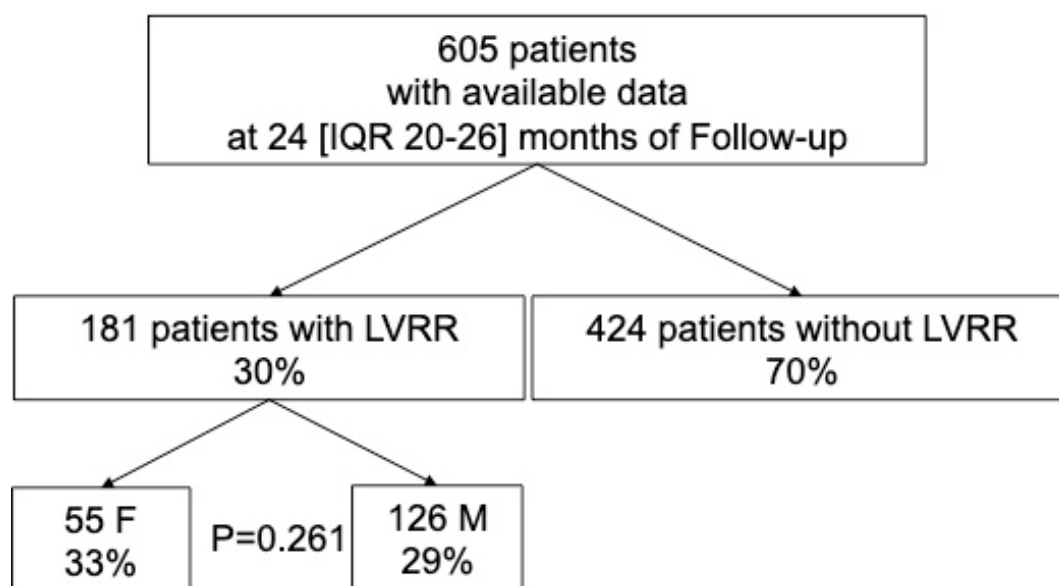 605 patients
with available data
at 24 [IQR 20-26] months of Follow-up
181 patients with LVRR
30%
424 patients without LVRR
70%
55 F
33%
P=0.261
126 M
29%